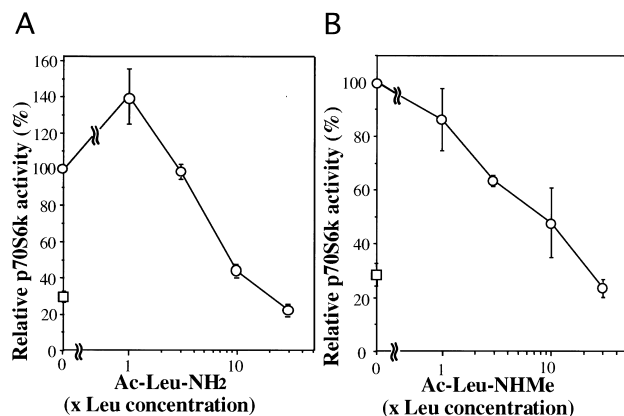 A
Relative p70S6k activity (%)
160
140
120
100
80
60
40
20
0
0
1
10
Ac-Leu-NH2
(x Leu concentration)
B
Relative p70S6k activity (%)
100
80
60
40
20
0
0
1
10
Ac-Leu-NHMe
(x Leu concentration)